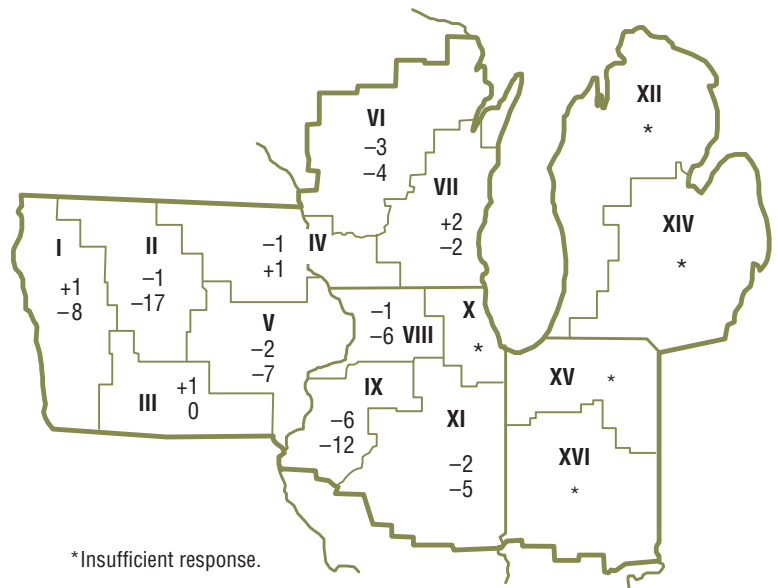 XII
*
VI
–3
–4
VII
+2
–2
XIV
*
I
+1
–8
II
–1
–17
–1
+1
IV
V
–2
–7
–1
–6 VIII
X
*
III
+1
0
IX
–6
–12
XI
–2
–5
XV *
XVI
*
*Insufficient response.